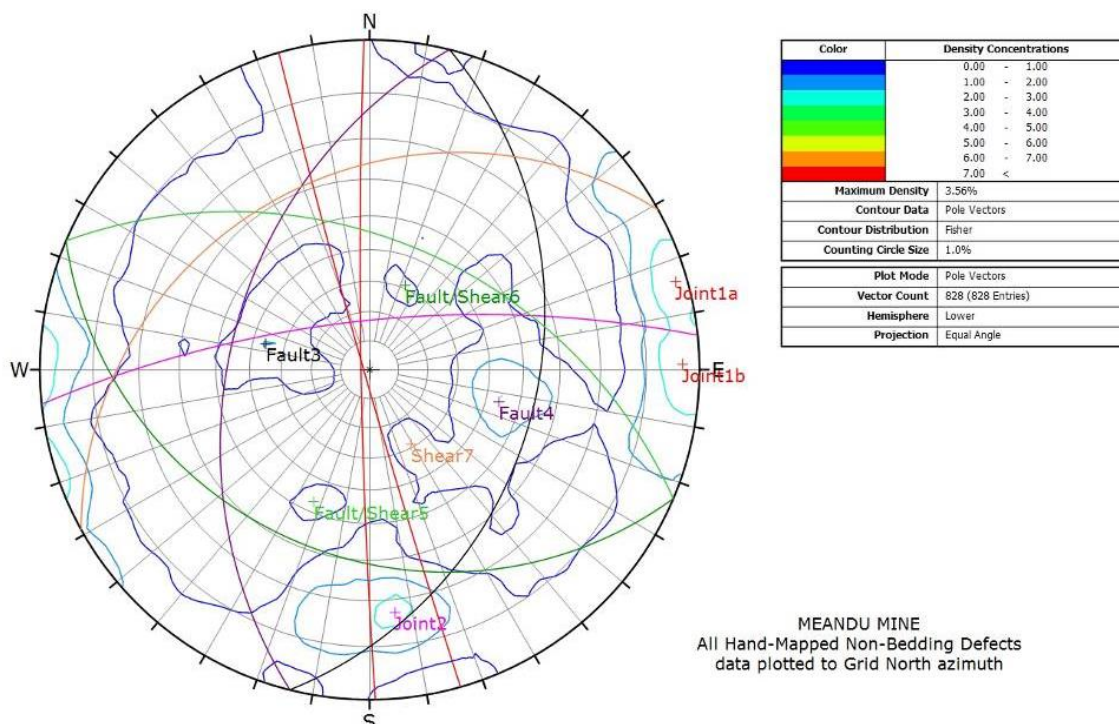 N
Color Density Concentrations
0.00 - 1.00
1.00 - 2.00
2.00 - 3.00
3.00 - 4.00
4.00 - 5.00
5.00 - 6.00
6.00 - 7.00
7.00 <
Maximum Density 3.56%
Contour Data Pole Vectors
Contour Distribution Fisher
Counting Circle Size 1.0%
Plot Mode Pole Vectors
Vector Count 828 (828 Entries)
Hemisphere Lower
Projection Equal Angle
Joint1a
Fault/Shear6
Fault3
W
E
Joint1b
Fault4
Shear7
Fault/Shear5
Joint2
S
MEANDU MINE
All Hand-Mapped Non-Bedding Defects
data plotted to Grid North azimuth